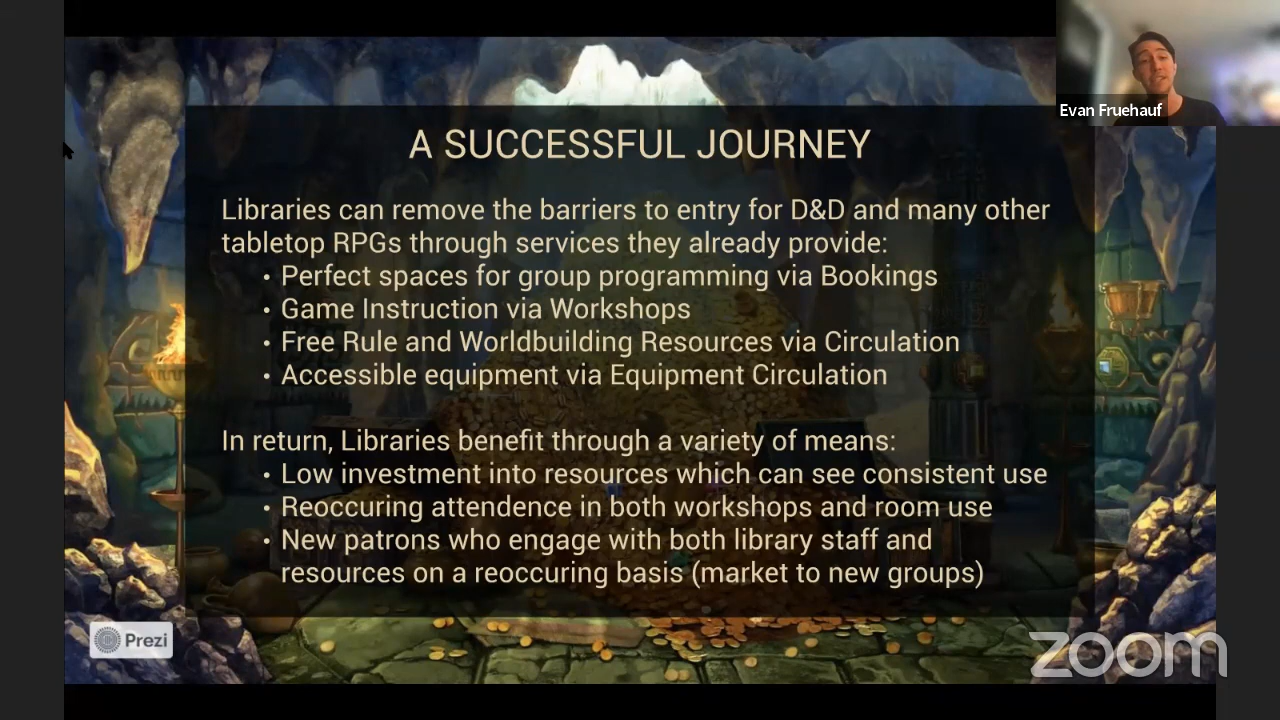 Evan Fruehauf
A SUCCESSFUL JOURNEY
Libraries can remove the barriers to entry for D&D and many other
tabletop RPGs through services they already provide:
• Perfect spaces for group programming via Bookings
• Game Instruction via Workshops
• Free Rule and Worldbuilding Resources via Circulation
• Accessible equipment via Equipment Circulation
In return, Libraries benefit through a variety of means:
• Low investment into resources which can see consistent use
• Reoccuring attendence in both workshops and room use
• New patrons who engage with both library staff and
resources on a reoccuring basis (market to new groups)
Prezi
zoom